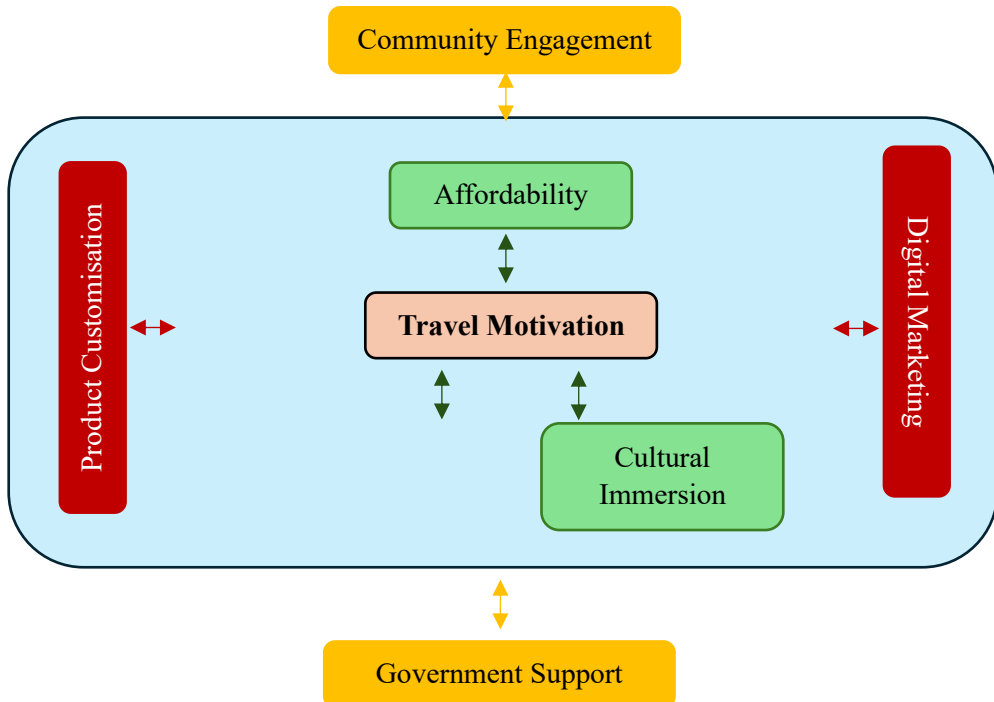 Community Engagement
Affordability
Product Customisation
Digital Marketing
Travel Motivation
Cultural
Immersion
Government Support